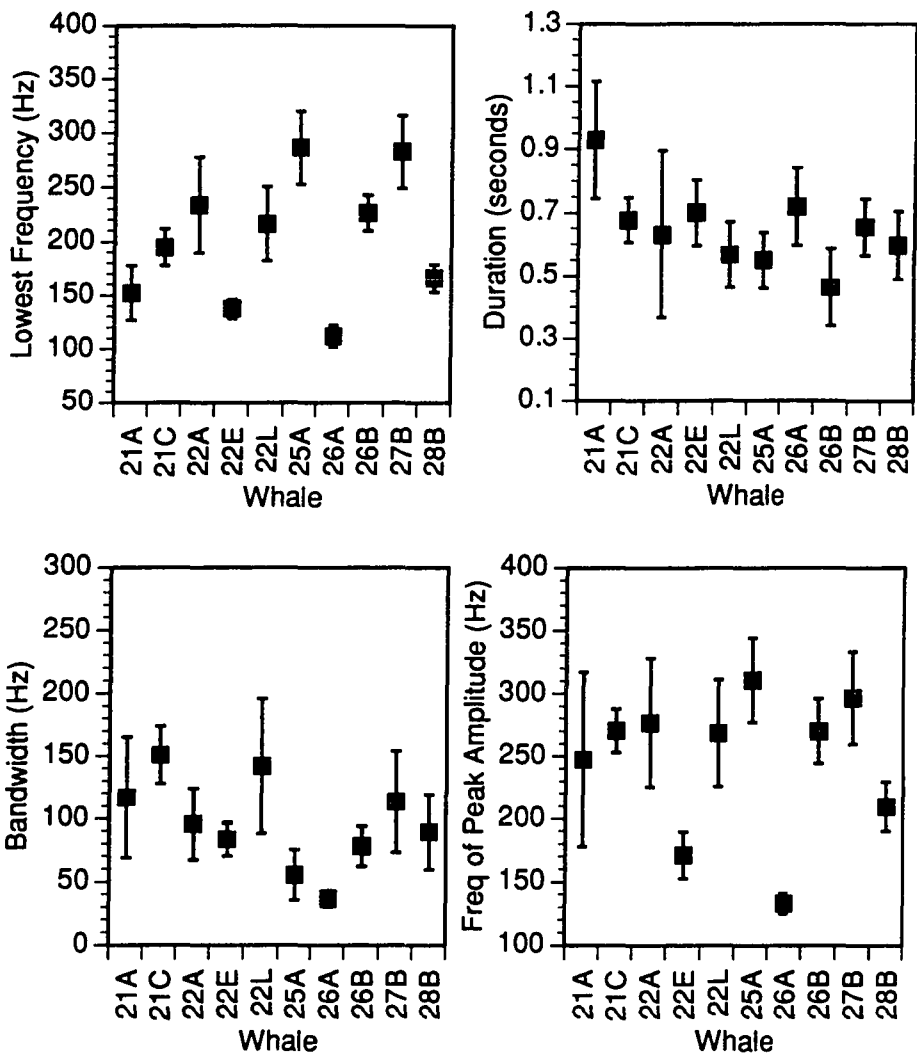 Lowest Frequency (Hz)
400
350
300
250
200
150
100
50
21A
21C
22A
22E
22L
25A
26A
26B
27B
28B
Whale
Duration (seconds)
1.3
1.1
0.9
0.7
0.5
0.3
0.1
21A
21C
22A
22E
22L
25A
26A
26B
27B
28B
Whale
Bandwidth (Hz)
300
200
150
100
50
0
21A
21C
22A
22E
22L
25A
26A
26B
27B
28B
Whale
Freq of Peak Amplitude (Hz)
400
350
300
250
200
150
100
21A
21C
22A
22E
22L
25A
26A
26B
27B
28B
Whale